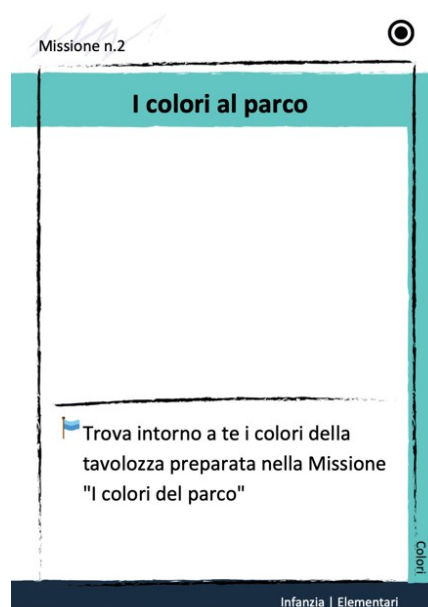 Missione n.2
I colori al parco
Trova intorno a te i colori della
tavolozza preparata nella Missione
"I colori del parco"
Colori
Infanzia | Elementari